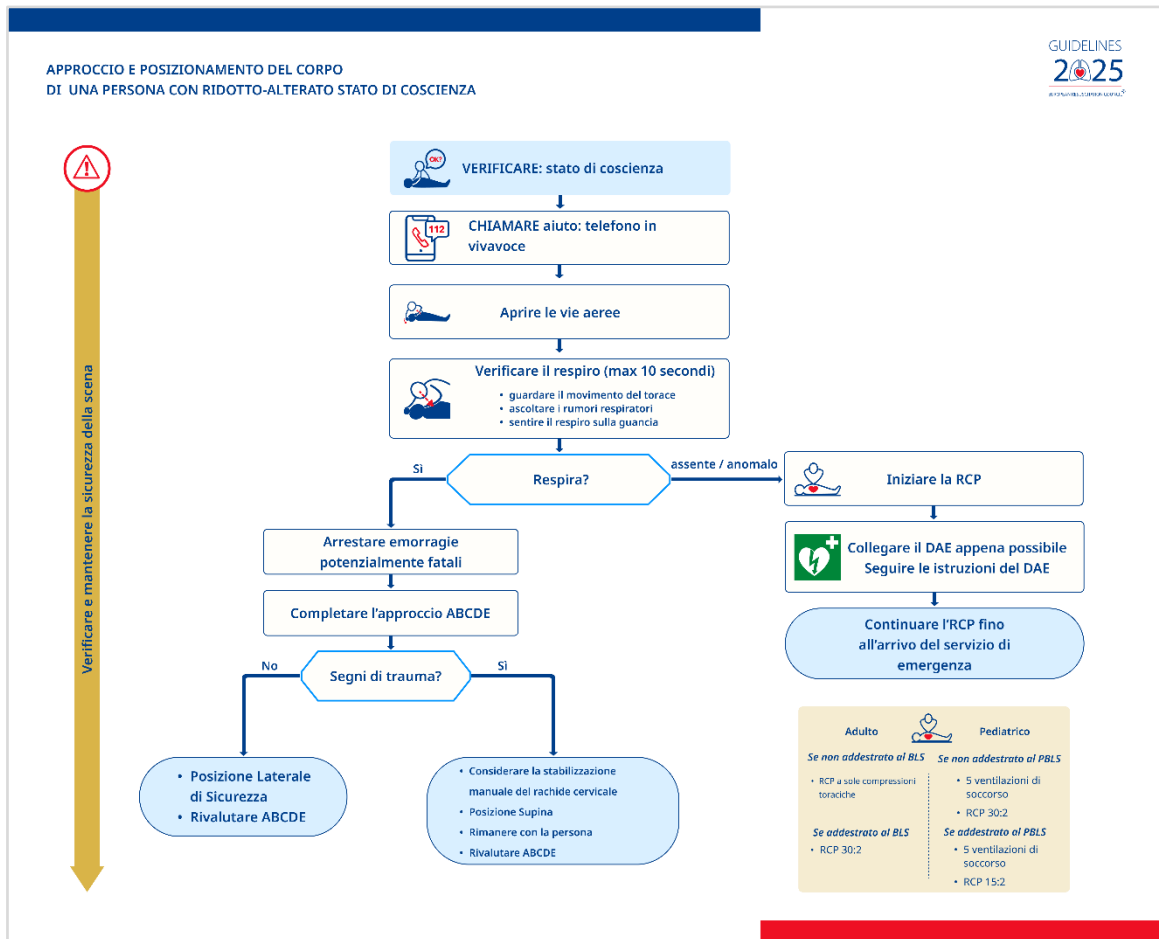 GUIDELINES
2025
APPROCCIO E POSIZIONAMENTO DEL CORPO
DI UNA PERSONA CON RIDOTTO-ALTERATO STATO DI COSCIENZA
Verificare e mantenere la sicurezza della scena
OK?
VERIFICARE: stato di coscienza
112
CHIAMARE aiuto: telefono in
vivavoce
Aprire le vie aeree
Verificare il respiro (max 10 secondi)
• guardare il movimento del torace
• ascoltare i rumori respiratori
• sentire il respiro sulla guancia
Respira?
Sì
assente / anomalo
Arrestare emorragie
potenzialmente fatali
Completare l'approccio ABCDE
Segni di trauma?
No
Sì
• Posizione Laterale
di Sicurezza
• Rivalutare ABCDE
• Considerare la stabilizzazione
manuale del rachide cervicale
• Posizione Supina
• Rimanere con la persona
• Rivalutare ABCDE
Iniziare la RCP
Collegare il DAE appena possibile
Seguire le istruzioni del DAE
Continuare l'RCP fino
all'arrivo del servizio di
emergenza
Adulto
Se non addestrato al BLS
• RCP a sole compressioni
toraciche
Se addestrato al BLS
• RCP 30:2
Pediatrico
Se non addestrato al PBLS
• 5 ventilazioni di
soccorso
• RCP 30:2
Se addestrato al PBLS
• 5 ventilazioni di
soccorso
• RCP 15:2